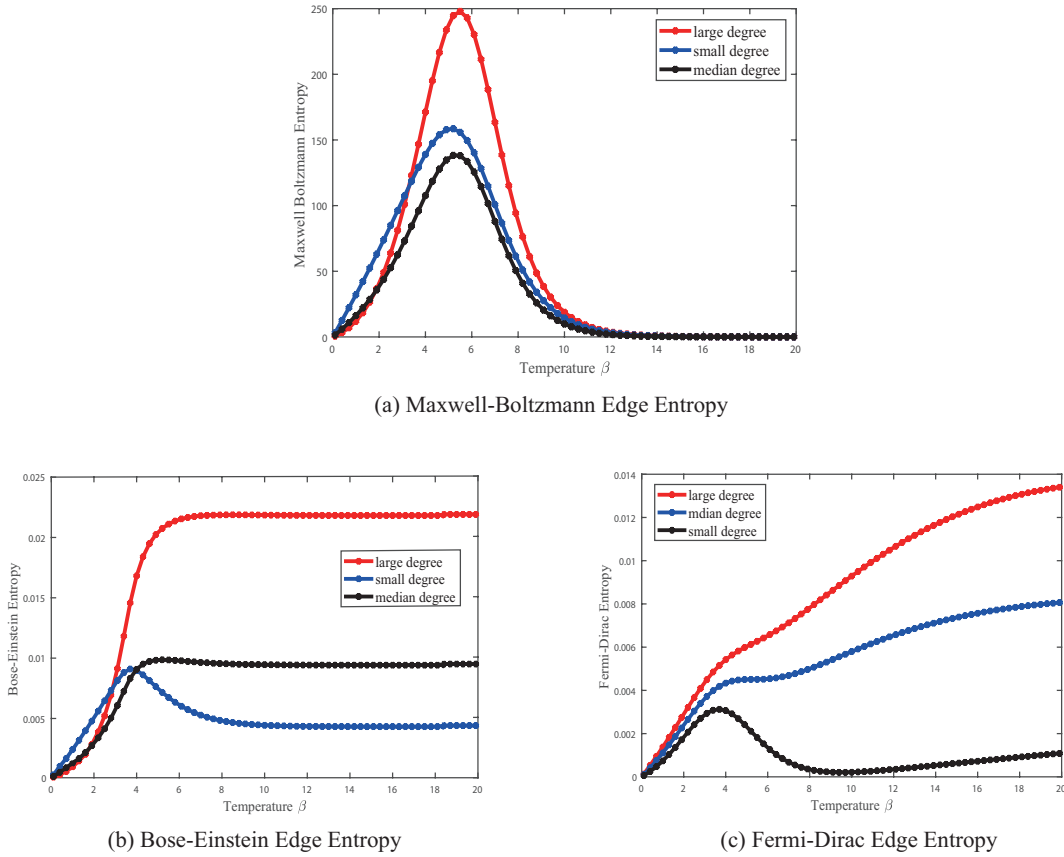 250
200
150
100
50
0
Maxwell Boltzmann Entropy
large degree
small degree
median degree
0 2 4 6 8 10 12 14 16 18 20
Temperature β
(a) Maxwell-Boltzmann Edge Entropy
0.025
0.02
0.015
0.010
0.005
0
Bose-Einstein Entropy
large degree
small degree
median degree
0 2 4 6 8 10 12 14 16 18 20
Temperature β
(b) Bose-Einstein Edge Entropy
0.014
0.012
0.01
0.008
0.006
0.004
0.002
0
Fermi-Dirac Entropy
large degree
mdian degree
small degree
0 2 4 6 8 10 12 14 16 18 20
Temperature β
(c) Fermi-Dirac Edge Entropy